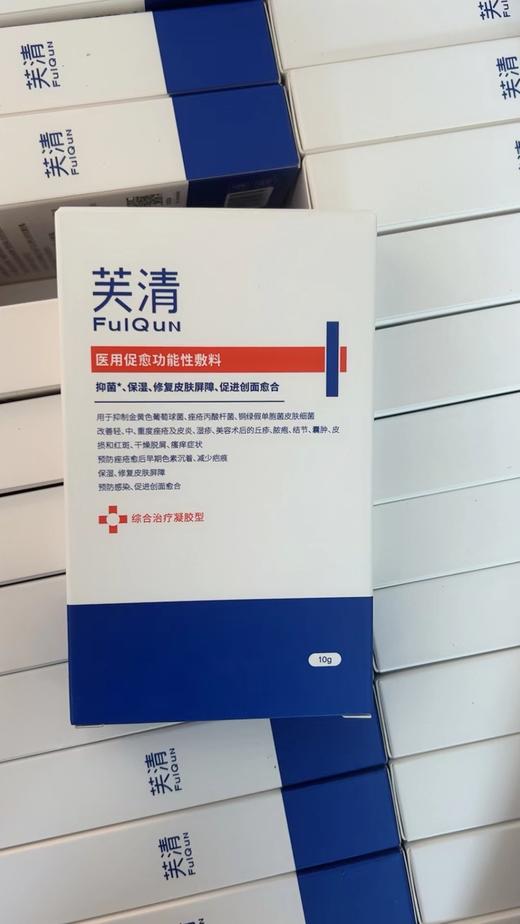 芙清
FulQuN
芙清
FulQuN
芙清
FulQuN
医用促愈功能性敷料
抑菌*、保湿、修复皮肤屏障、促进创面愈合
用于抑制金黄色葡萄球菌、痤疮丙酸杆菌、铜绿假单胞菌皮肤细菌
改善轻、中、重度痤疮及皮炎、湿疹、美容术后的丘疹、脓疱、结节、囊肿、皮
损和红斑、干燥脱屑、瘙痒症状
预防痤疮愈后早期色素沉着、减少疤痕
保湿、修复皮肤屏障
预防感染、促进创面愈合
综合治疗凝胶型
10g
芙清
FulQuN
芙清
FulQuN